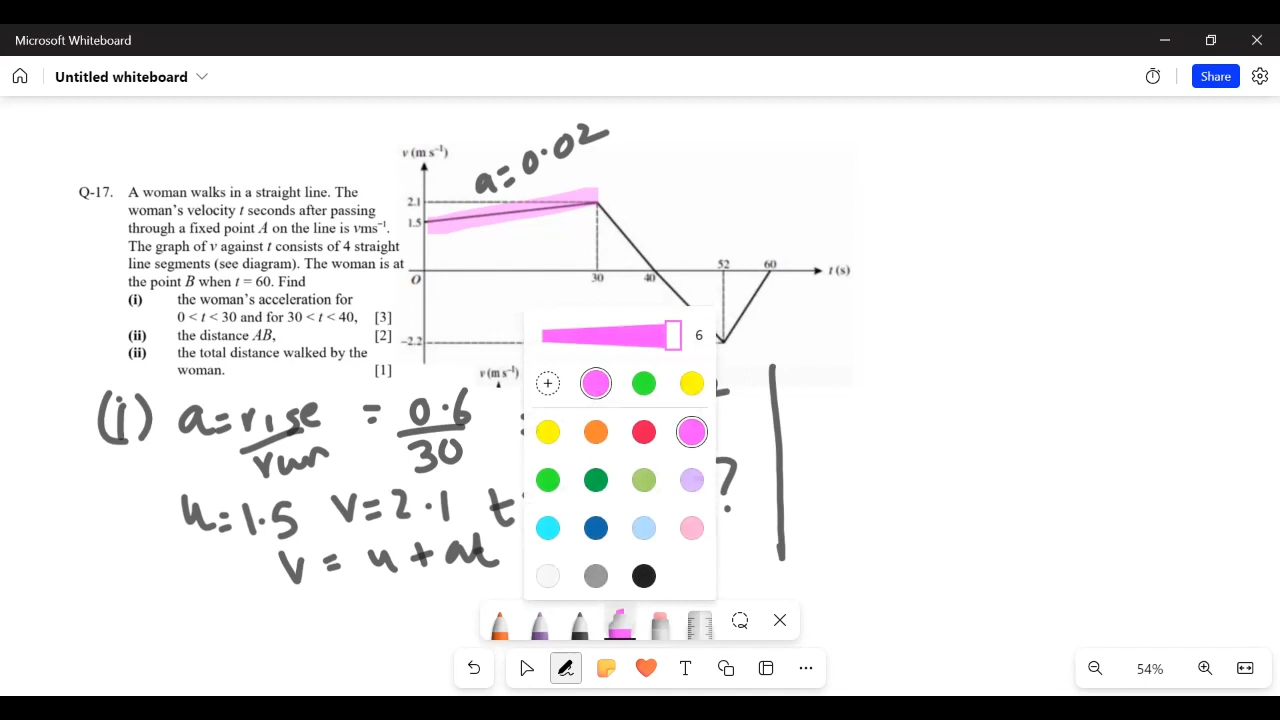 Microsoft Whiteboard
Untitled whiteboard
Share
a=0.02
v (m s⁻¹)
2.1
1.5
O
30
40
52
60
t (s)
-2.2
Q-17. A woman walks in a straight line. The
woman's velocity t seconds after passing
through a fixed point A on the line is vms⁻¹.
The graph of v against t consists of 4 straight
line segments (see diagram). The woman is at
the point B when t = 60. Find
(i) the woman's acceleration for
0 < t < 30 and for 30 < t < 40, [3]
(ii) the distance AB, [2]
(ii) the total distance walked by the
woman. [1]
v (m s⁻¹)
6
(i) a = rise/run = 0.6/30 =
u=1.5 v=2.1 t ?
v = u + at
54%